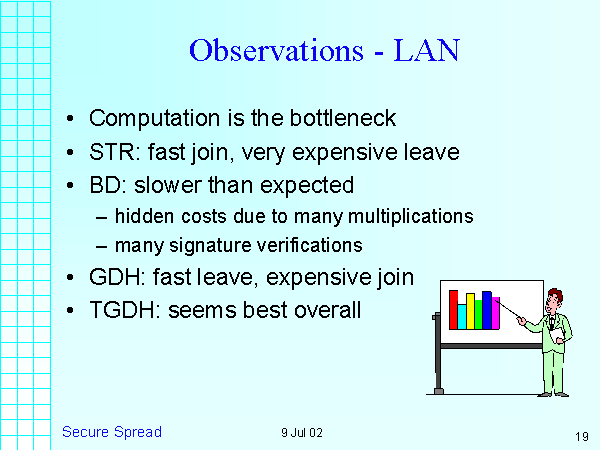 Observations - LAN
• Computation is the bottleneck
• STR: fast join, very expensive leave
• BD: slower than expected
– hidden costs due to many multiplications
– many signature verifications
• GDH: fast leave, expensive join
• TGDH: seems best overall
Secure Spread
9 Jul 02
19